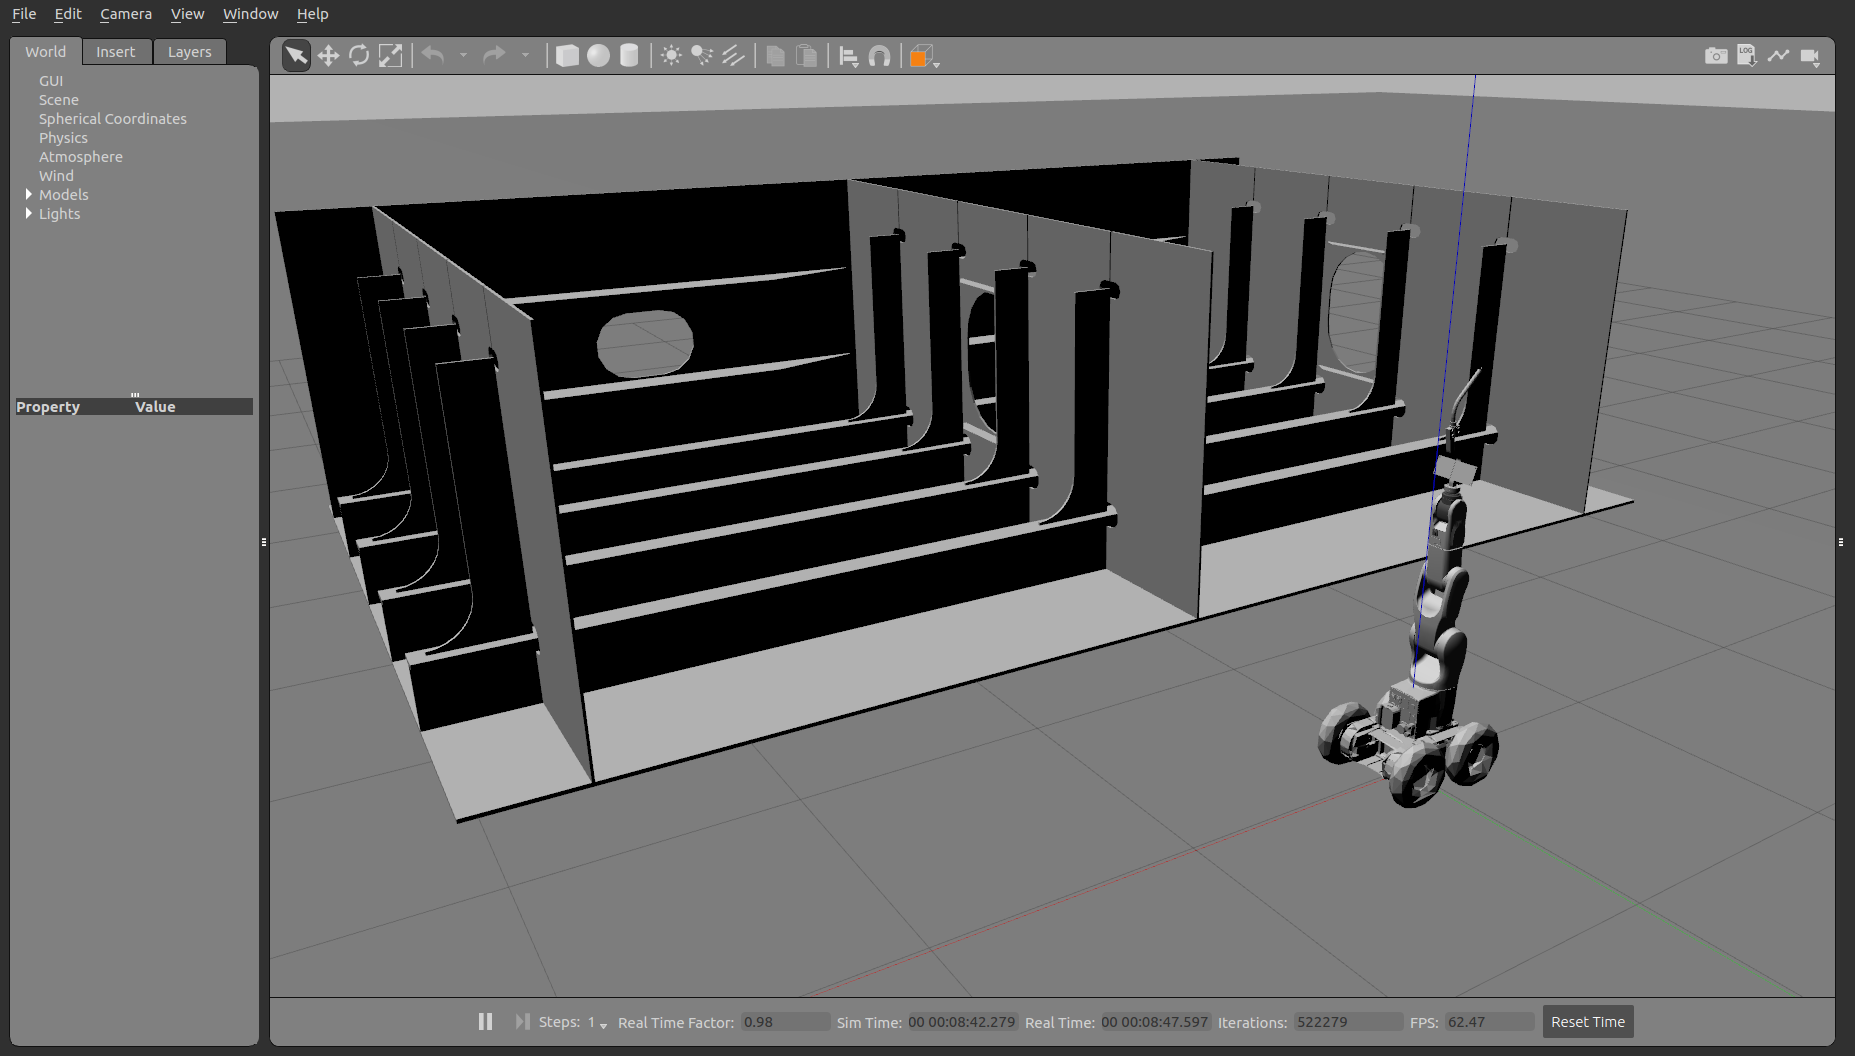 File Edit Camera View Window Help
World Insert Layers
GUI
Scene
Spherical Coordinates
Physics
Atmosphere
Wind
Models
Lights
Property Value
LOG
Steps: 1 Real Time Factor: 0.98 Sim Time: 00 00:08:42.279 Real Time: 00 00:08:47.597 Iterations: 522279 FPS: 62.47 Reset Time